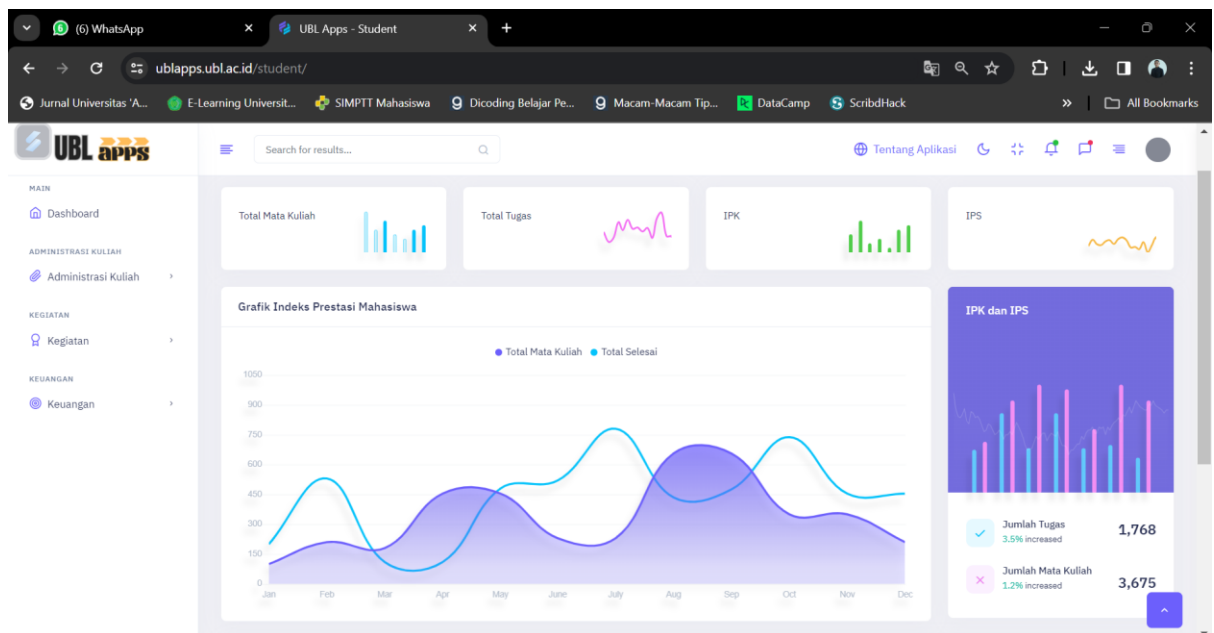 (6) WhatsApp
UBL Apps - Student
ublapps.ubl.ac.id/student/
Jurnal Universitas 'A... E-Learning Universit... SIMPTT Mahasiswa Dicoding Belajar Pe... Macam-Macam Tip... DataCamp ScribdHack » All Bookmarks
UBL apps
Search for results...
Tentang Aplikasi
MAIN
Dashboard
ADMINISTRASI KULIAH
Administrasi Kuliah
KEGIATAN
Kegiatan
KEUANGAN
Keuangan
Total Mata Kuliah
Total Tugas
IPK
IPS
Grafik Indeks Prestasi Mahasiswa
Total Mata Kuliah Total Selesai
1050
900
750
600
450
300
150
0
Jan Feb Mar Apr May June July Aug Sep Oct Nov Dec
IPK dan IPS
Jumlah Tugas
3.5% increased
1,768
Jumlah Mata Kuliah
1.2% increased
3,675